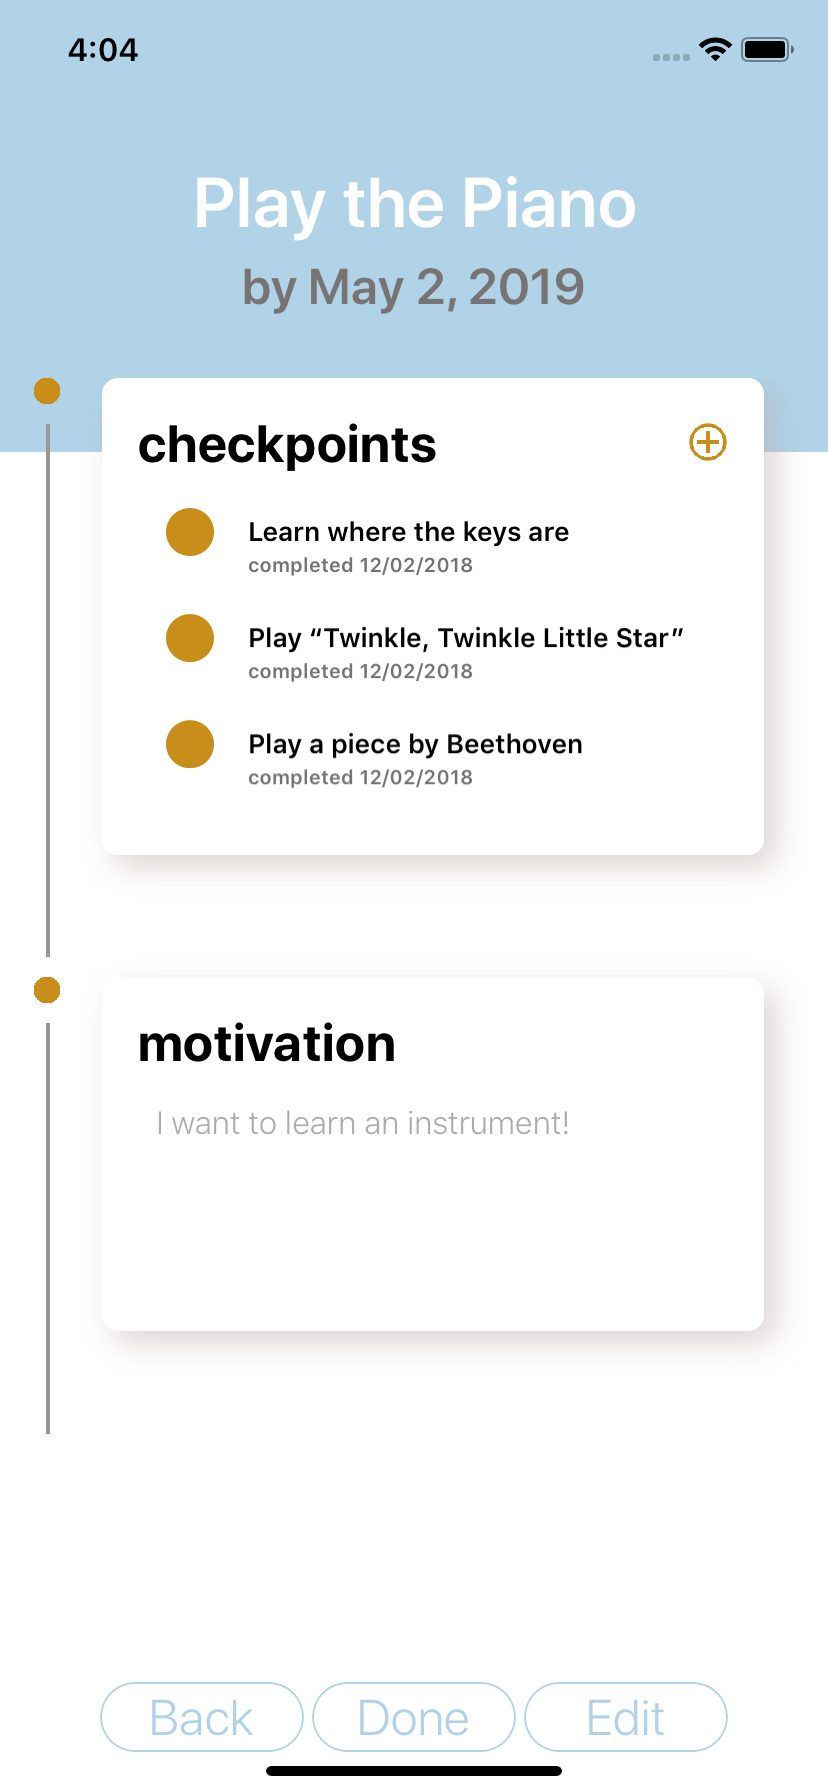 4:04
Play the Piano
by May 2, 2019
checkpoints
Learn where the keys are
completed 12/02/2018
Play “Twinkle, Twinkle Little Star”
completed 12/02/2018
Play a piece by Beethoven
completed 12/02/2018
motivation
I want to learn an instrument!
Back Done Edit